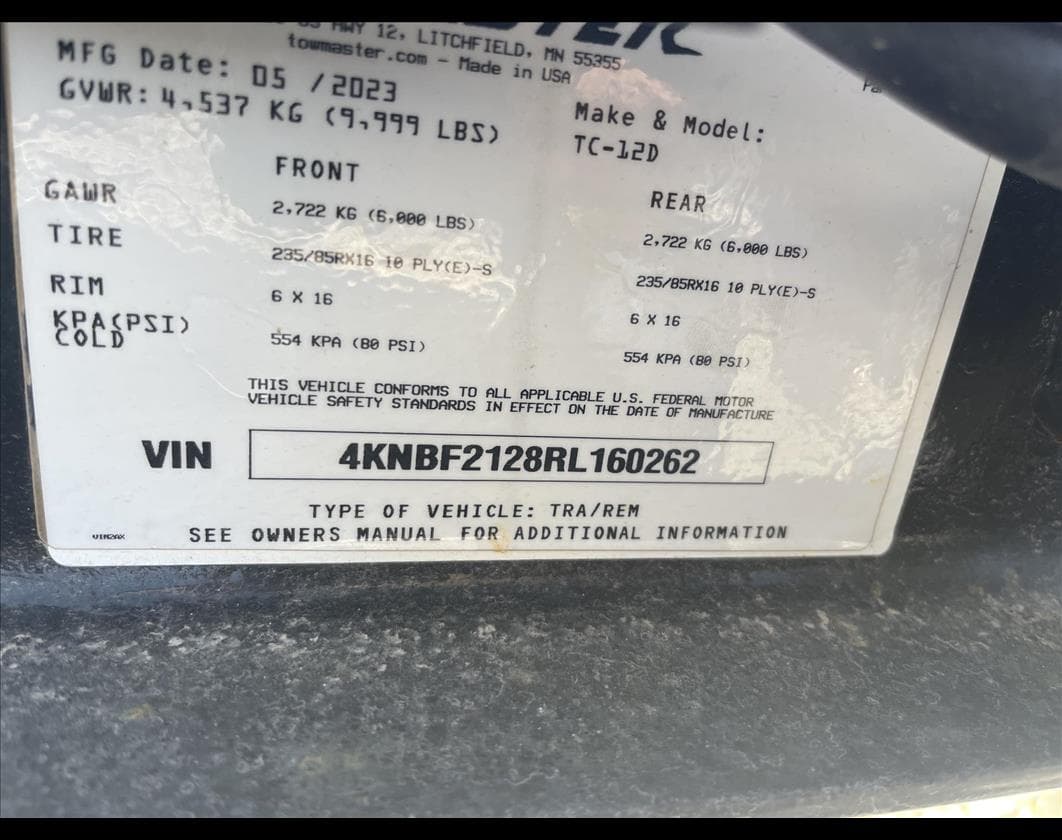 HWY 12, LITCHFIELD, MN 55355
towmaster.com - Made in USA
MFG Date: 05 /2023
GVWR: 4,537 KG (9,999 LBS)
Make & Model:
TC-12D
FRONT REAR
GAWR 2,722 KG (6,000 LBS) 2,722 KG (6,000 LBS)
TIRE 235/85RX16 10 PLY(E)-S 235/85RX16 10 PLY(E)-S
RIM 6 X 16 6 X 16
KPA(PSI) 554 KPA (80 PSI) 554 KPA (80 PSI)
COLD
THIS VEHICLE CONFORMS TO ALL APPLICABLE U.S. FEDERAL MOTOR
VEHICLE SAFETY STANDARDS IN EFFECT ON THE DATE OF MANUFACTURE
VIN 4KNBF2128RL160262
TYPE OF VEHICLE: TRA/REM
SEE OWNERS MANUAL FOR ADDITIONAL INFORMATION